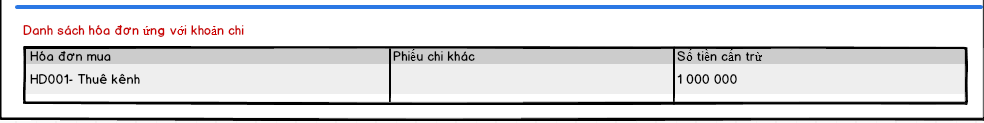 Danh sách hóa đơn ứng với khoản chi
Hóa đơn mua Phiếu chi khác Số tiền cấn trừ
HD001- Thuê kênh 1 000 000